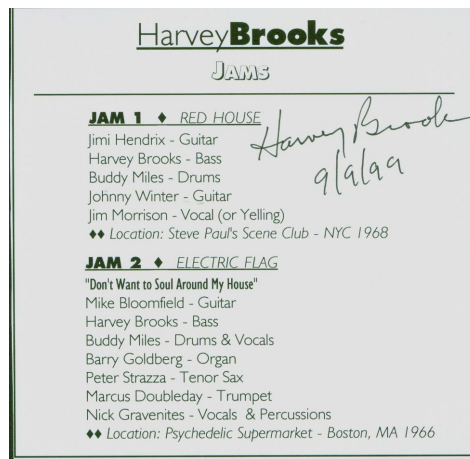 HarveyBrooks
JAMS
JAM 1 ♦ RED HOUSE
Jimi Hendrix - Guitar
Harvey Brooks - Bass
Buddy Miles - Drums
Johnny Winter - Guitar
Jim Morrison - Vocal (or Yelling)
♦♦ Location: Steve Paul's Scene Club - NYC 1968
Harvey Brooks
9/9/99
JAM 2 ♦ ELECTRIC FLAG
"Don't Want to Soul Around My House"
Mike Bloomfield - Guitar
Harvey Brooks - Bass
Buddy Miles - Drums & Vocals
Barry Goldberg - Organ
Peter Strazza - Tenor Sax
Marcus Doubleday - Trumpet
Nick Gravenites - Vocals & Percussions
♦♦ Location: Psychedelic Supermarket - Boston, MA 1966